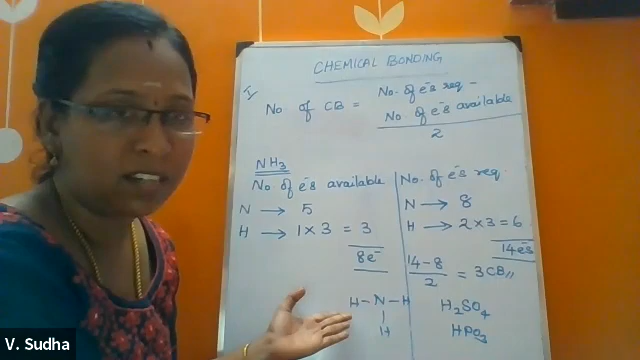 CHEMICAL BONDING
I, No of CB = No. of e⁻s req - No of e⁻s available
2
NH3
No of e⁻s available
N → 5
H → 1 x 3 = 3
8e⁻
No. of e⁻s req.
N → 8
H → 2 x 3 = 6
14e⁻s
14-8
2
= 3CB//
H-N-H
|
H
H2SO4
HPO3
V. Sudha